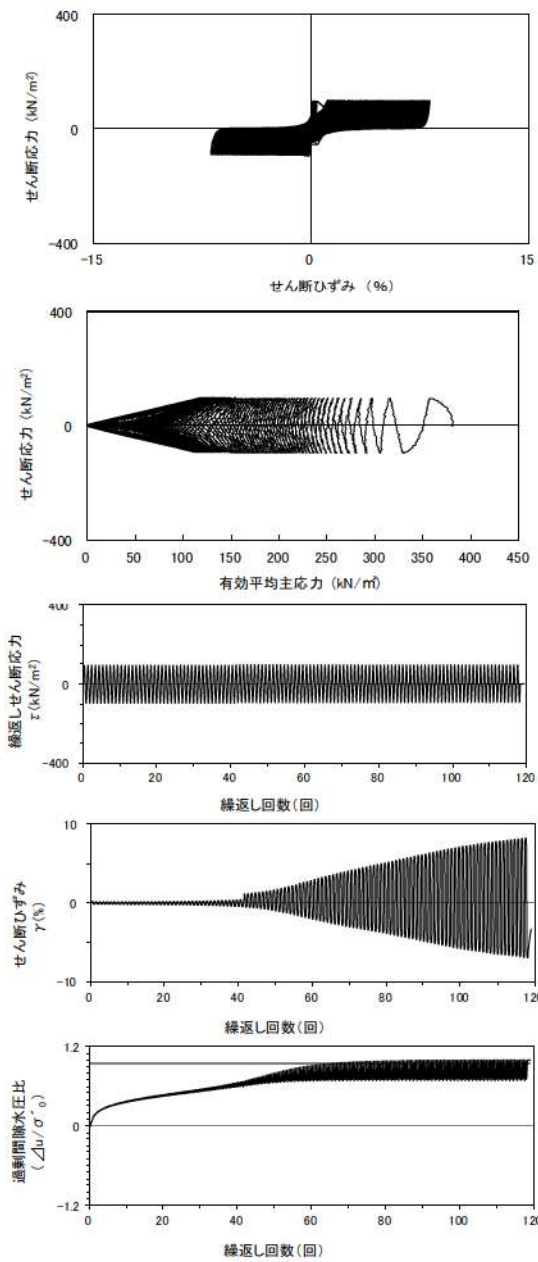 せん断応力 (kN/m²)
400
0
-400
-15
0
15
せん断ひずみ (%)
せん断応力 (kN/m²)
400
0
-400
0 50 100 150 200 250 300 350 400 450
有効平均主応力 (kN/㎡)
繰返しせん断応力
τ(kN/m²)
400
0
-400
0 20 40 60 80 100 120
繰返し回数(回)
せん断ひずみ
γ(%)
10
0
-10
0 20 40 60 80 100 120
繰返し回数(回)
過剰間隙水圧比
(⊿u/σ'₀)
1.2
0
-1.2
0 20 40 60 80 100 120
繰返し回数(回)